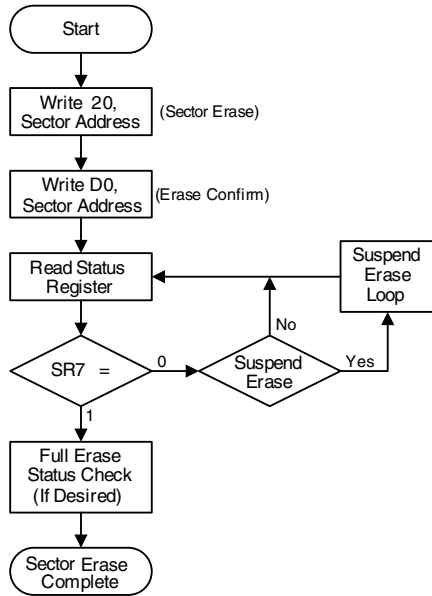 Start
Write 20,
Sector Address
(Sector Erase)
Write D0,
Sector Address
(Erase Confirm)
Read Status
Register
Suspend
Erase
Loop
No
SR7 =
0
Suspend
Erase
Yes
1
Full Erase
Status Check
(If Desired)
Sector Erase
Complete